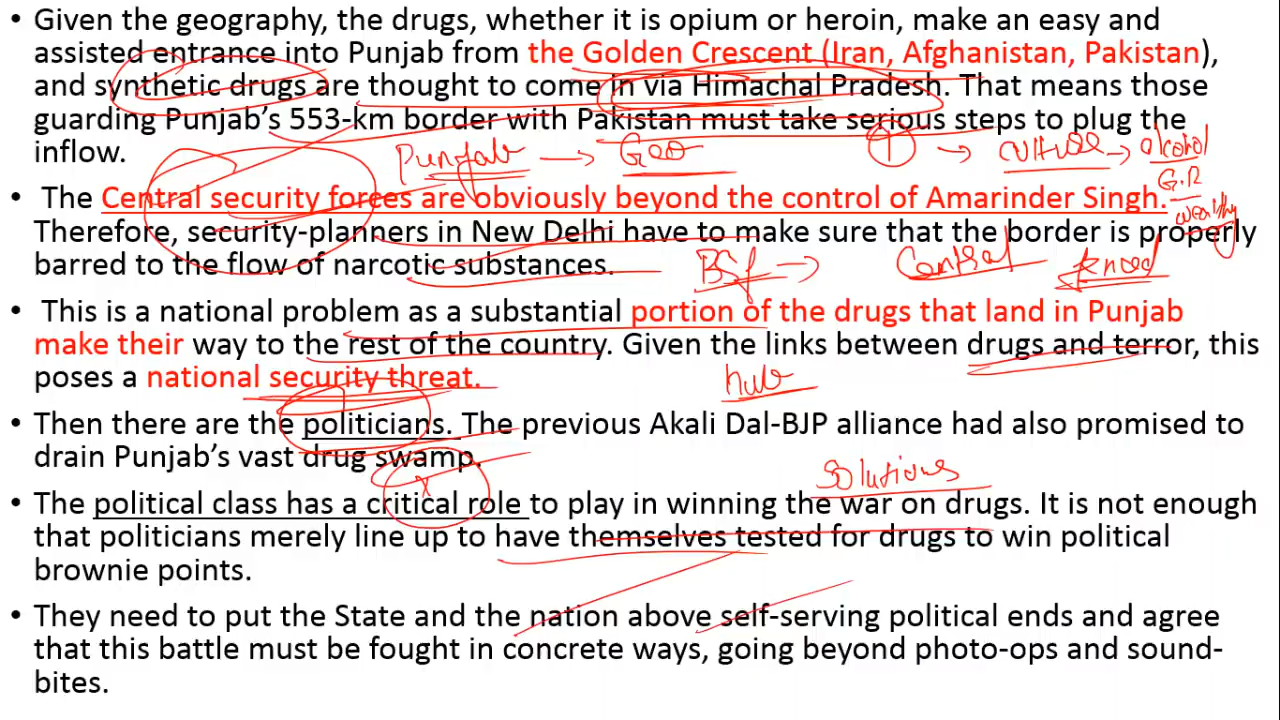 • Given the geography, the drugs, whether it is opium or heroin, make an easy and
assisted entrance into Punjab from the Golden Crescent (Iran, Afghanistan, Pakistan),
and synthetic drugs are thought to come in via Himachal Pradesh. That means those
guarding Punjab's 553-km border with Pakistan must take serious steps to plug the
inflow.
Punjab → Geo ① → culture → alcohol
G.R
wealthy
• The Central security forces are obviously beyond the control of Amarinder Singh.
Therefore, security-planners in New Delhi have to make sure that the border is properly
barred to the flow of narcotic substances.
BSF → Central
• This is a national problem as a substantial portion of the drugs that land in Punjab
make their way to the rest of the country. Given the links between drugs and terror, this
poses a national security threat.
hub
• Then there are the politicians. The previous Akali Dal-BJP alliance had also promised to
drain Punjab's vast drug swamp.
Solutions
• The political class has a critical role to play in winning the war on drugs. It is not enough
that politicians merely line up to have themselves tested for drugs to win political
brownie points.
• They need to put the State and the nation above self-serving political ends and agree
that this battle must be fought in concrete ways, going beyond photo-ops and sound-
bites.